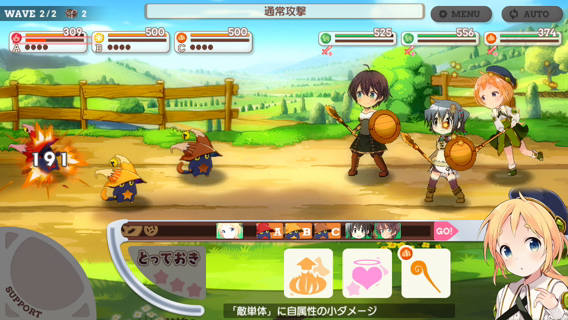 WAVE 2/2
2
通常攻撃
MENU
AUTO
309
500
500
525
556
374
A
B
C
191
A
B
C
GO!
とっておき
SUPPORT
「敵単体」に自属性の小ダメージ